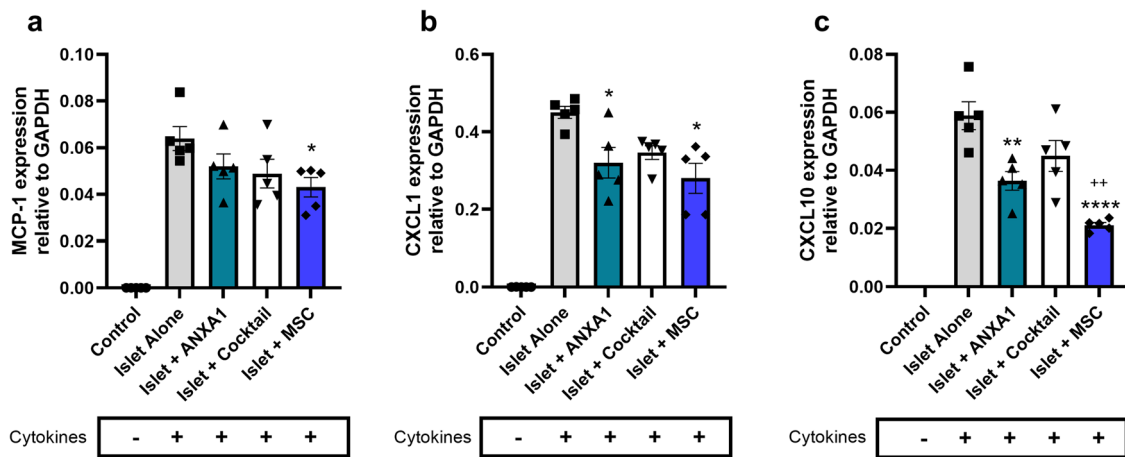 a
MCP-1 expression
relative to GAPDH
0.10
0.08
0.06
0.04
0.02
0.00
*
Control
Islet Alone
Islet + ANXA1
Islet + Cocktail
Islet + MSC
Cytokines - + + + +
b
CXCL1 expression
relative to GAPDH
0.6
0.4
0.2
0.0
*
*
Control
Islet Alone
Islet + ANXA1
Islet + Cocktail
Islet + MSC
Cytokines - + + + +
c
CXCL10 expression
relative to GAPDH
0.08
0.06
0.04
0.02
0.00
**
++
****
Control
Islet Alone
Islet + ANXA1
Islet + Cocktail
Islet + MSC
Cytokines - + + + +